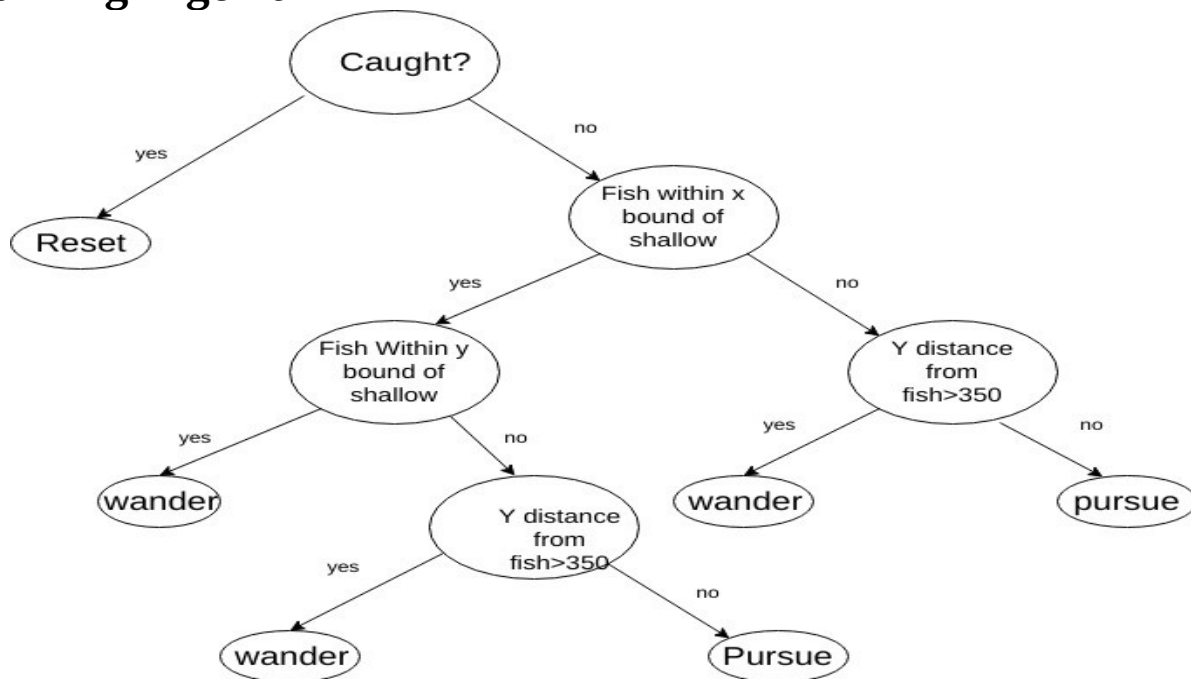 Caught?
yes
no
Fish within x
bound of
shallow
Reset
yes
no
Fish Within y
bound of
shallow
Y distance
from
fish>350
yes
no
yes
no
wander
wander
pursue
Y distance
from
fish>350
yes
no
wander
Pursue